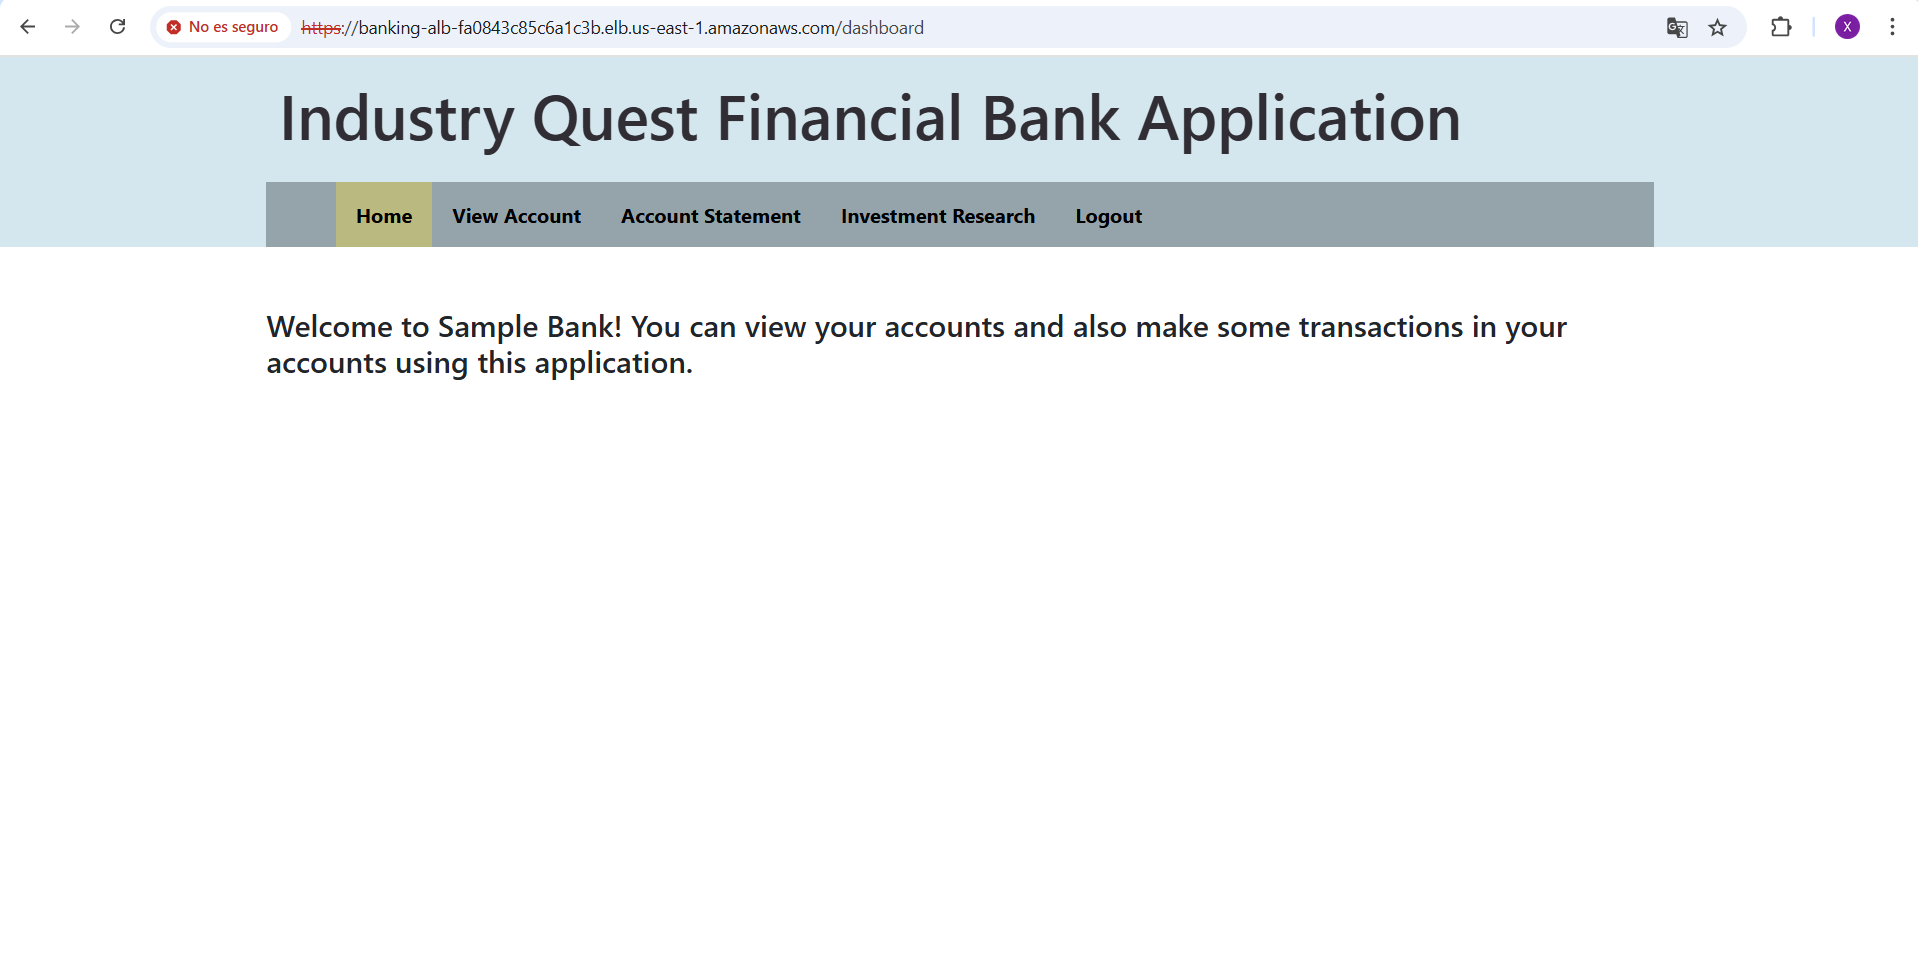 No es seguro https://banking-alb-fa0843c85c6a1c3b.elb.us-east-1.amazonaws.com/dashboard X
Industry Quest Financial Bank Application
Home View Account Account Statement Investment Research Logout
Welcome to Sample Bank! You can view your accounts and also make some transactions in your
accounts using this application.